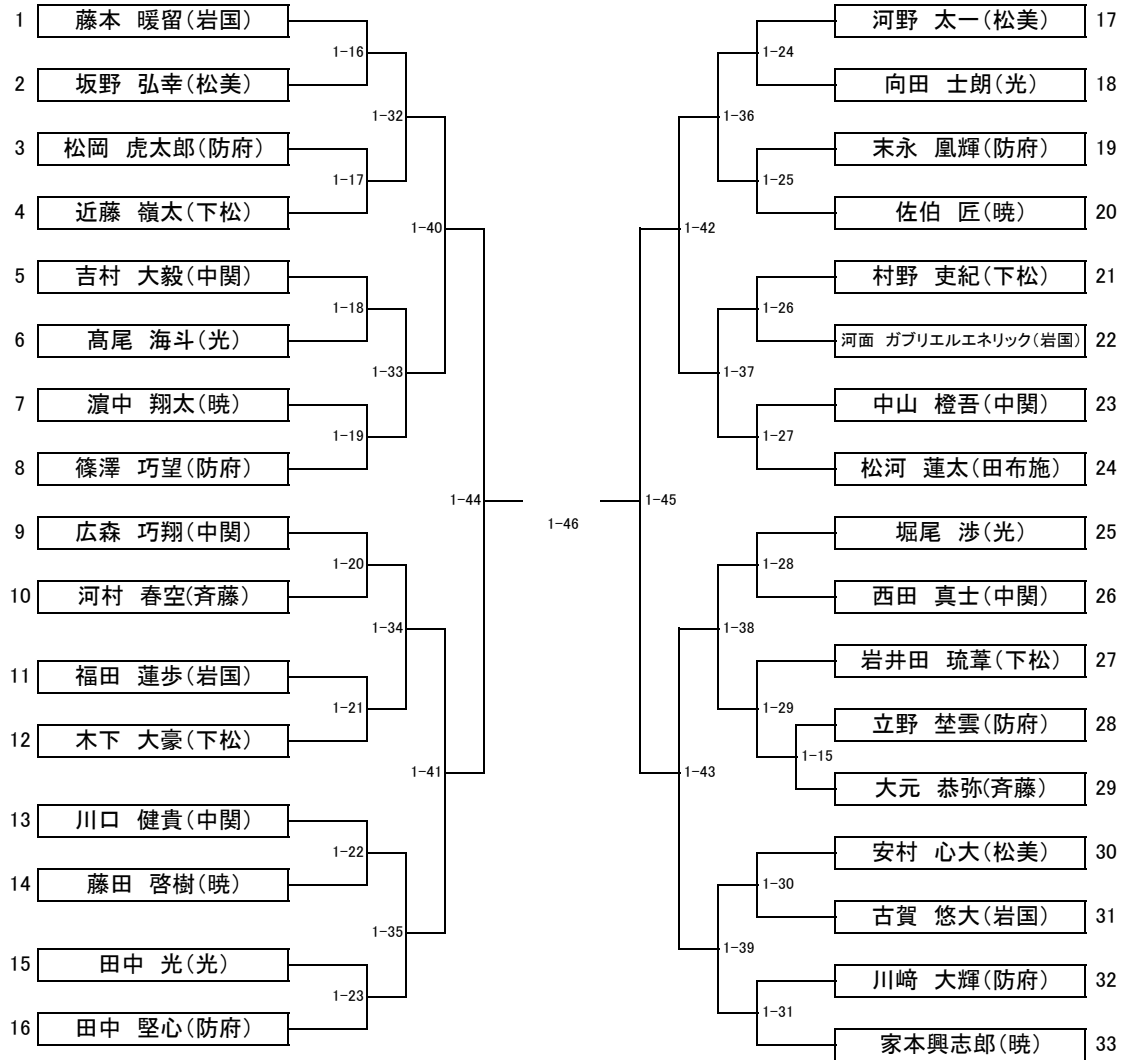 1 藤本 暖留（岩国）
1-16
2 坂野 弘幸（松美）
1-32
3 松岡 虎太郎（防府）
1-17
4 近藤 嶺太（下松）
1-40
5 吉村 大毅（中関）
1-18
6 髙尾 海斗（光）
1-33
7 濵中 翔太（暁）
1-19
8 篠澤 巧望（防府）
1-44
9 広森 巧翔（中関）
1-20
10 河村 春空(斉藤）
1-34
11 福田 蓮歩（岩国）
1-21
12 木下 大豪（下松）
1-41
13 川口 健貴（中関）
1-22
14 藤田 啓樹（暁）
1-35
15 田中 光（光）
1-23
16 田中 堅心（防府）
1-46
河野 太一（松美） 17
1-24
向田 士朗（光） 18
1-36
末永 凰輝（防府） 19
1-25
佐伯 匠（暁） 20
1-42
村野 吏紀（下松） 21
1-26
河面 ガブリエルエネリック（岩国） 22
1-37
中山 橙吾（中関） 23
1-27
松河 蓮太（田布施） 24
1-45
堀尾 渉（光） 25
1-28
西田 真士（中関） 26
1-38
岩井田 琉葦（下松） 27
1-29
立野 埜雲（防府） 28
1-15
1-43
大元 恭弥(斉藤） 29
安村 心大（松美） 30
1-30
古賀 悠大（岩国） 31
1-39
川﨑 大輝（防府） 32
1-31
家本興志郎（暁） 33